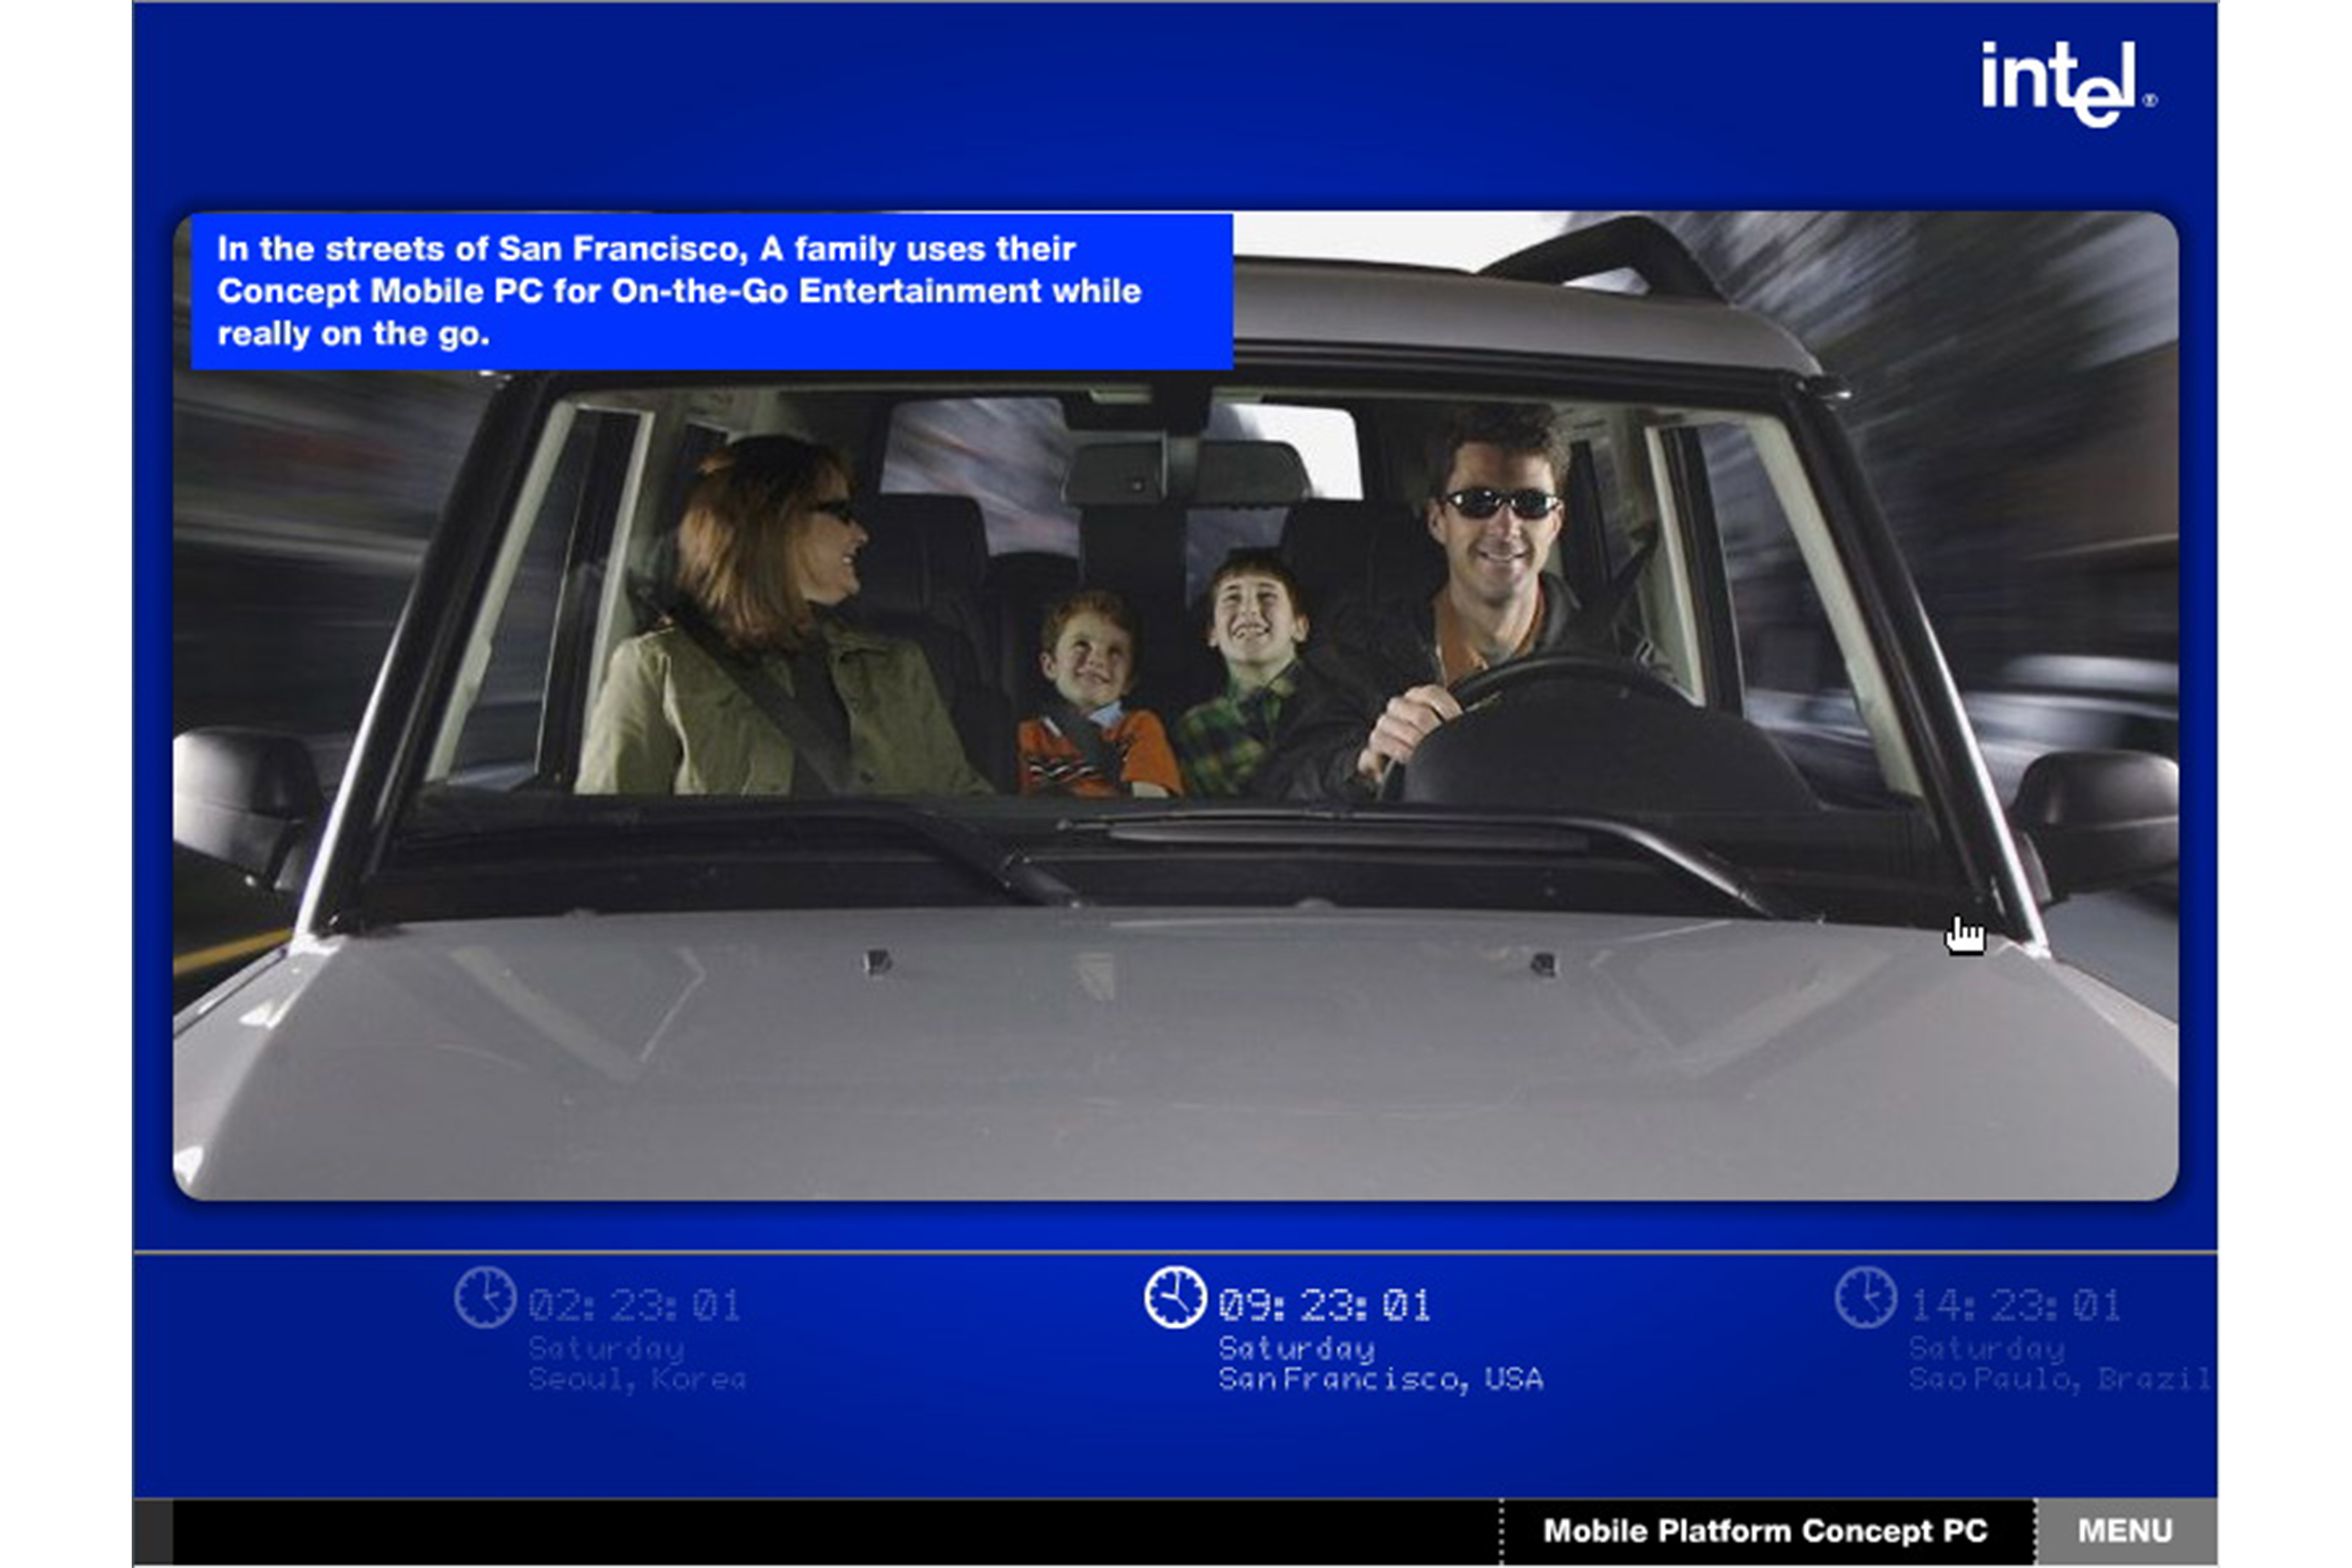 intel®
In the streets of San Francisco, A family uses their
Concept Mobile PC for On-the-Go Entertainment while
really on the go.
02: 23: 01
Saturday
Seoul, Korea
09: 23: 01
Saturday
San Francisco, USA
14: 23: 01
Saturday
Sao Paulo, Brazil
Mobile Platform Concept PC
MENU